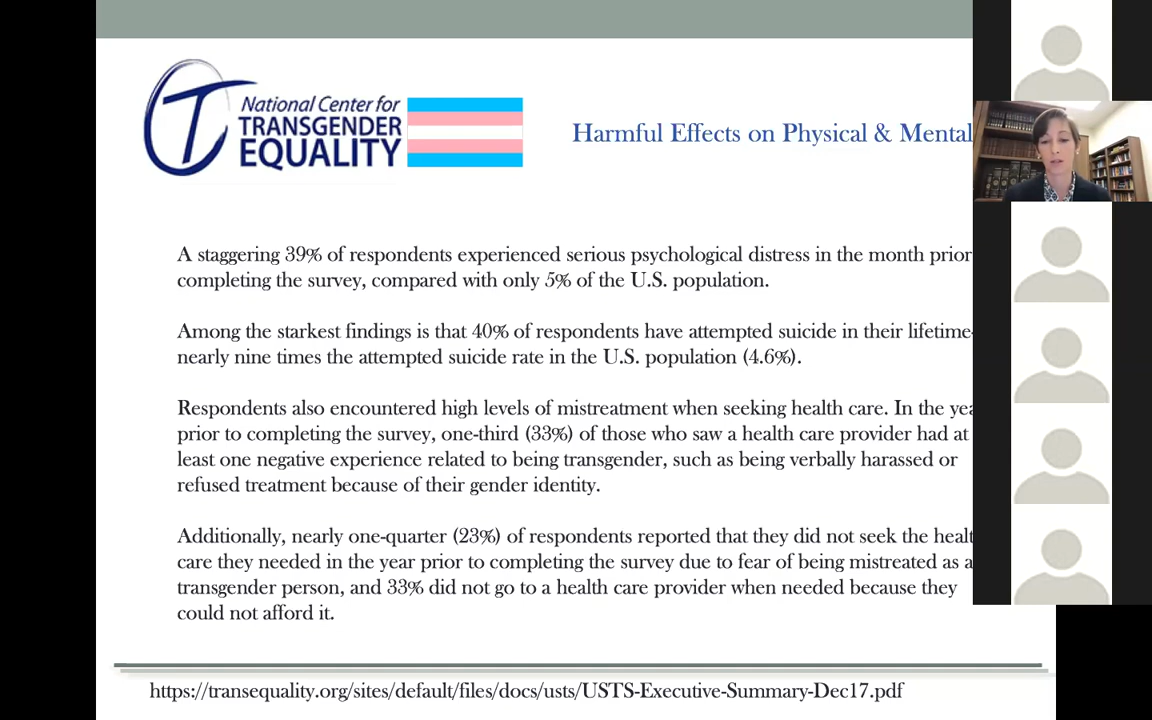 National Center for
TRANSGENDER
EQUALITY
Harmful Effects on Physical & Mental
A staggering 39% of respondents experienced serious psychological distress in the month prior
completing the survey, compared with only 5% of the U.S. population.
Among the starkest findings is that 40% of respondents have attempted suicide in their lifetime-
nearly nine times the attempted suicide rate in the U.S. population (4.6%).
Respondents also encountered high levels of mistreatment when seeking health care. In the
prior to completing the survey, one-third (33%) of those who saw a health care provider had at
least one negative experience related to being transgender, such as being verbally harassed or
refused treatment because of their gender identity.
Additionally, nearly one-quarter (23%) of respondents reported that they did not seek the
care they needed in the year prior to completing the survey due to fear of being mistreated as a
transgender person, and 33% did not go to a health care provider when needed because they
could not afford it.
https://transequality.org/sites/default/files/docs/usts/USTS-Executive-Summary-Dec17.pdf